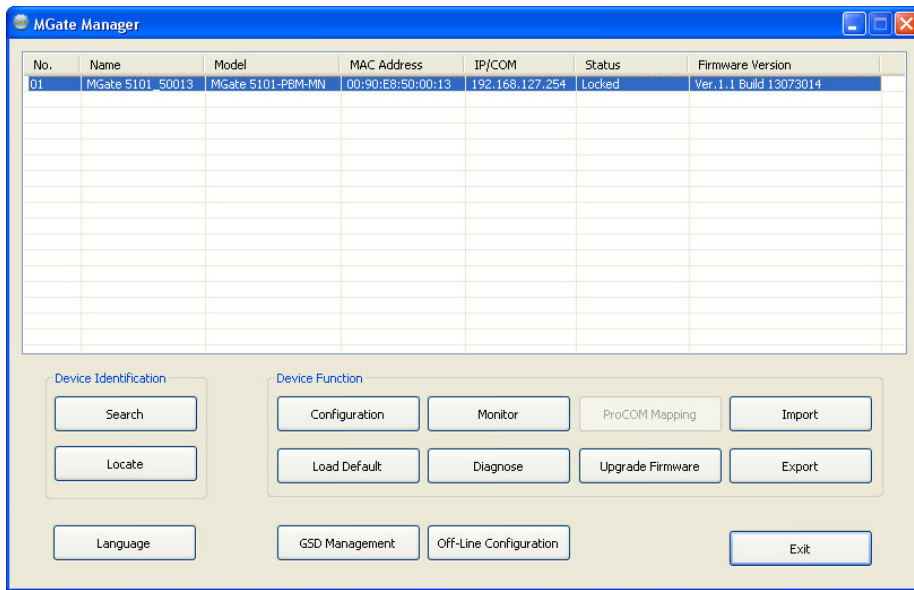 MGate Manager
No. Name Model MAC Address IP/COM Status Firmware Version
01 MGate 5101_50013 MGate 5101-PBM-MN 00:90:E8:50:00:13 192.168.127.254 Locked Ver.1.1 Build 13073014
Device Identification Device Function
Search Configuration Monitor ProCOM Mapping Import
Locate Load Default Diagnose Upgrade Firmware Export
Language GSD Management Off-Line Configuration Exit